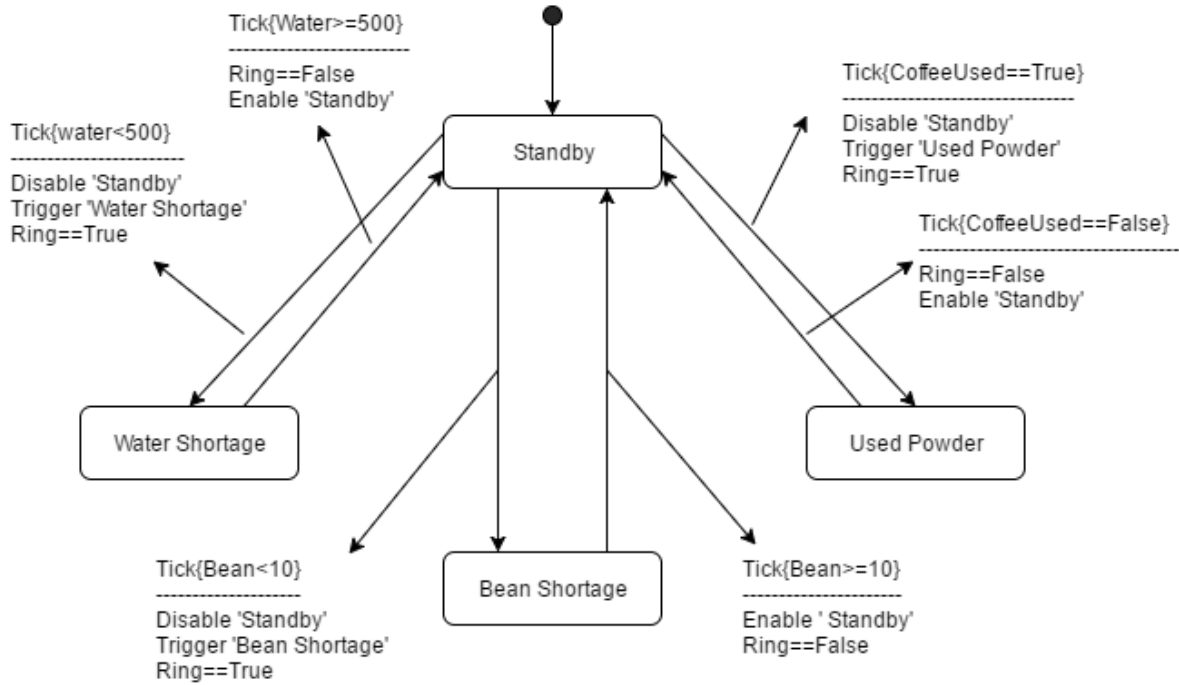 Tick{Water>=500}
-------------------------
Ring==False
Enable 'Standby'
Tick{CoffeeUsed==True}
--------------------------------
Disable 'Standby'
Trigger 'Used Powder'
Ring==True
Tick{water<500}
------------------------
Disable 'Standby'
Trigger 'Water Shortage'
Ring==True
Standby
Tick{CoffeeUsed==False}
------------------------------------
Ring==False
Enable 'Standby'
Water Shortage
Used Powder
Tick{Bean<10}
--------------------
Disable 'Standby'
Trigger 'Bean Shortage'
Ring==True
Bean Shortage
Tick{Bean>=10}
----------------------
Enable ' Standby'
Ring==False